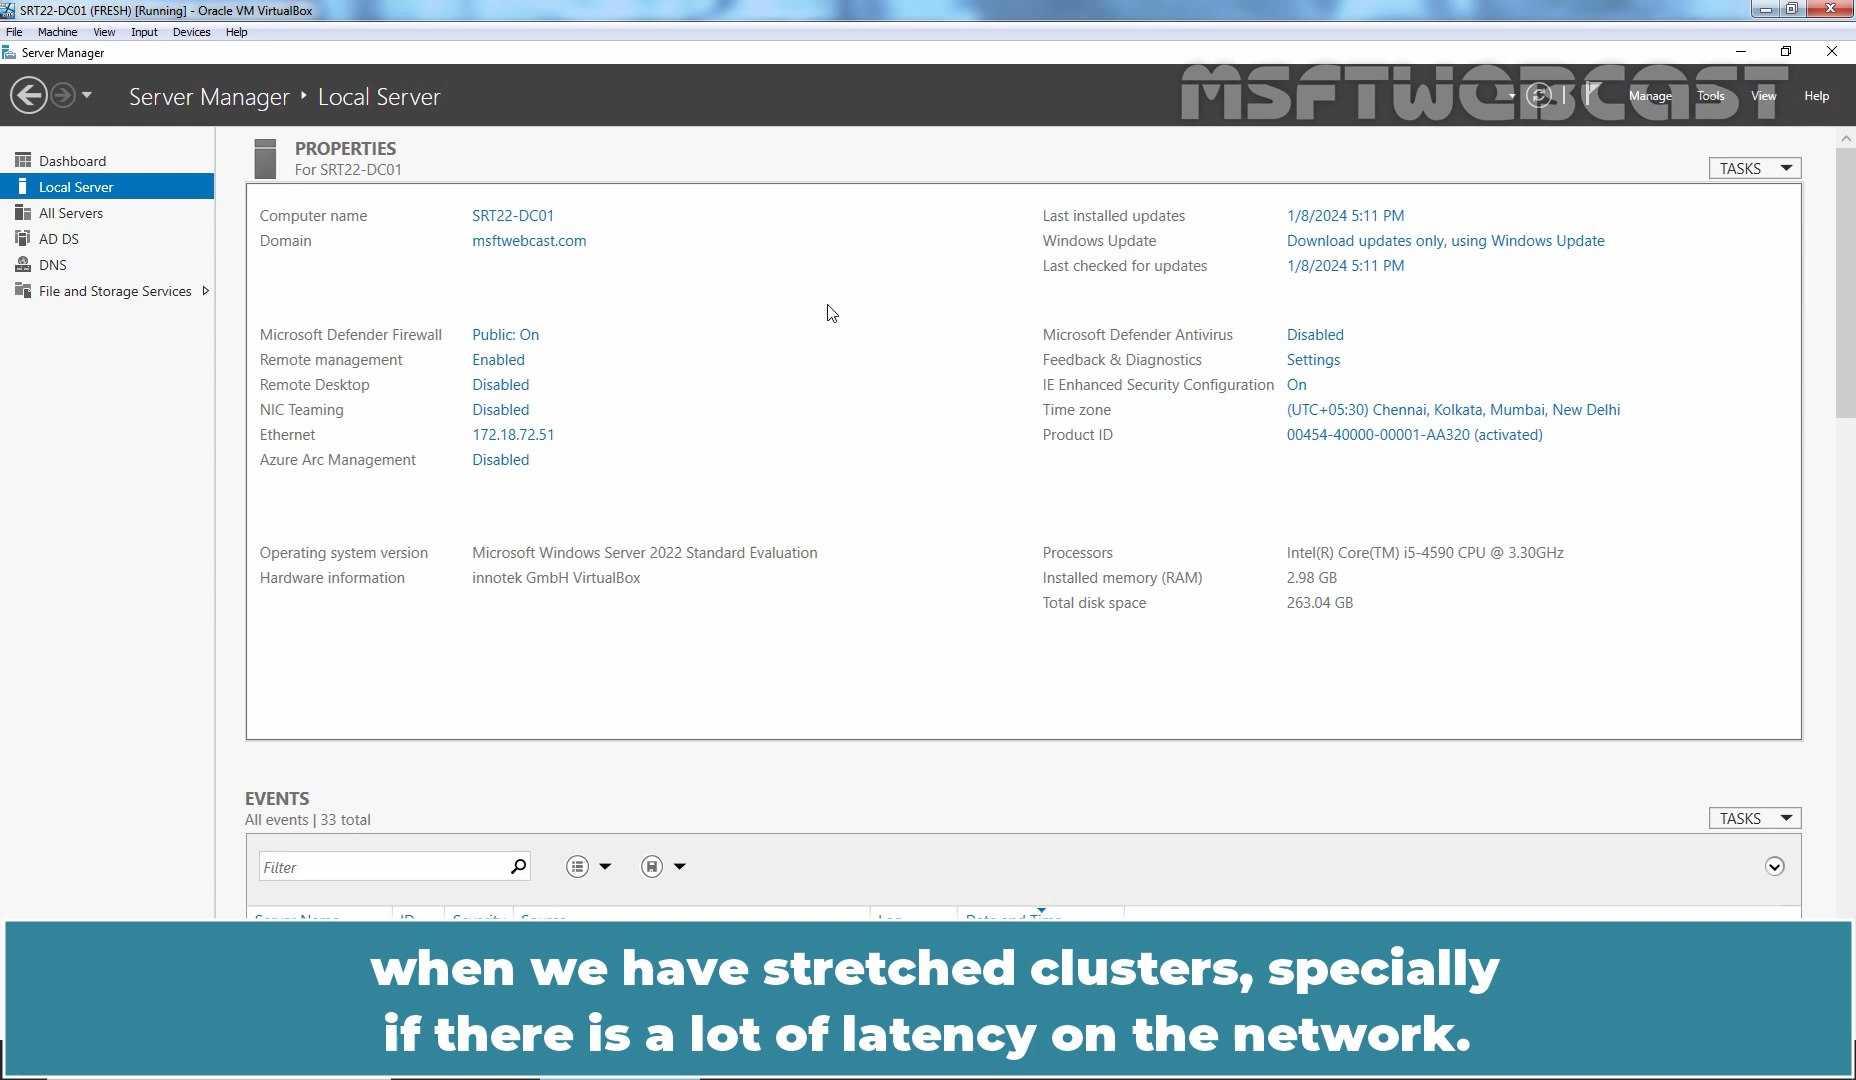 SRT22-DC01 (FRESH) [Running] - Oracle VM VirtualBox
File Machine View Input Devices Help
Server Manager
Server Manager ‣ Local Server
MSFTWEBCAST
Manage Tools View Help
Dashboard
Local Server
All Servers
AD DS
DNS
File and Storage Services
PROPERTIES
For SRT22-DC01
TASKS
Computer name SRT22-DC01
Domain msftwebcast.com
Last installed updates 1/8/2024 5:11 PM
Windows Update Download updates only, using Windows Update
Last checked for updates 1/8/2024 5:11 PM
Microsoft Defender Firewall Public: On
Remote management Enabled
Remote Desktop Disabled
NIC Teaming Disabled
Ethernet 172.18.72.51
Azure Arc Management Disabled
Microsoft Defender Antivirus Disabled
Feedback & Diagnostics Settings
IE Enhanced Security Configuration On
Time zone (UTC+05:30) Chennai, Kolkata, Mumbai, New Delhi
Product ID 00454-40000-00001-AA320 (activated)
Operating system version Microsoft Windows Server 2022 Standard Evaluation
Hardware information innotek GmbH VirtualBox
Processors Intel(R) Core(TM) i5-4590 CPU @ 3.30GHz
Installed memory (RAM) 2.98 GB
Total disk space 263.04 GB
EVENTS
All events | 33 total
TASKS
Filter
Server Name ID Severity Source Log Date and Time
when we have stretched clusters, specially
if there is a lot of latency on the network.